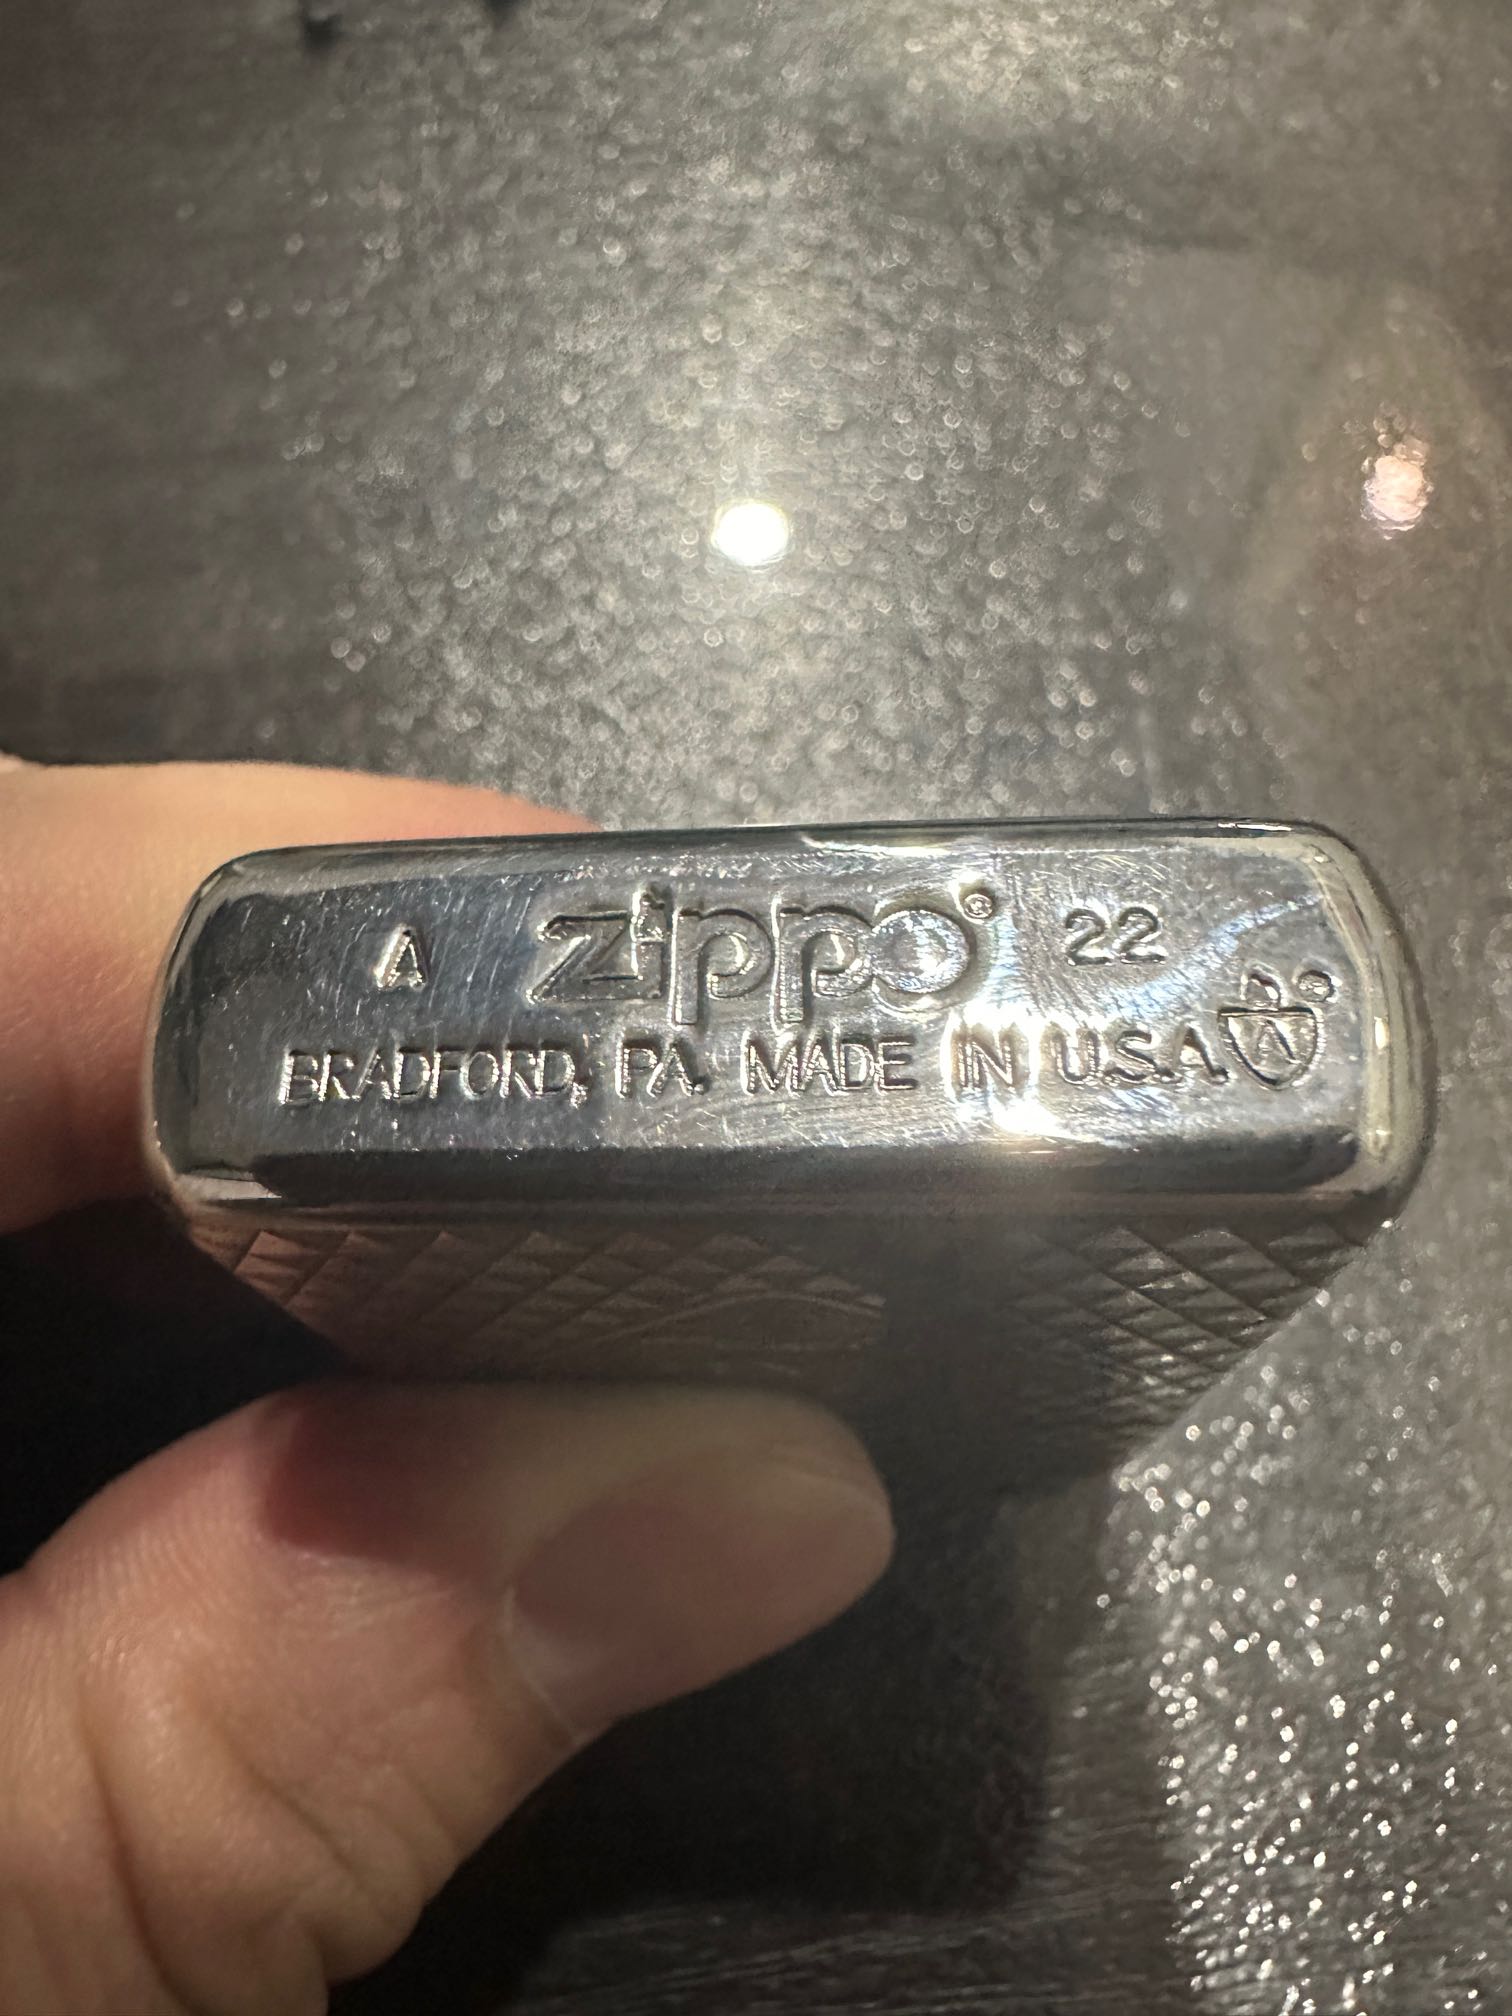 A zippo® 22
BRADFORD, PA. MADE IN U.S.A.
A